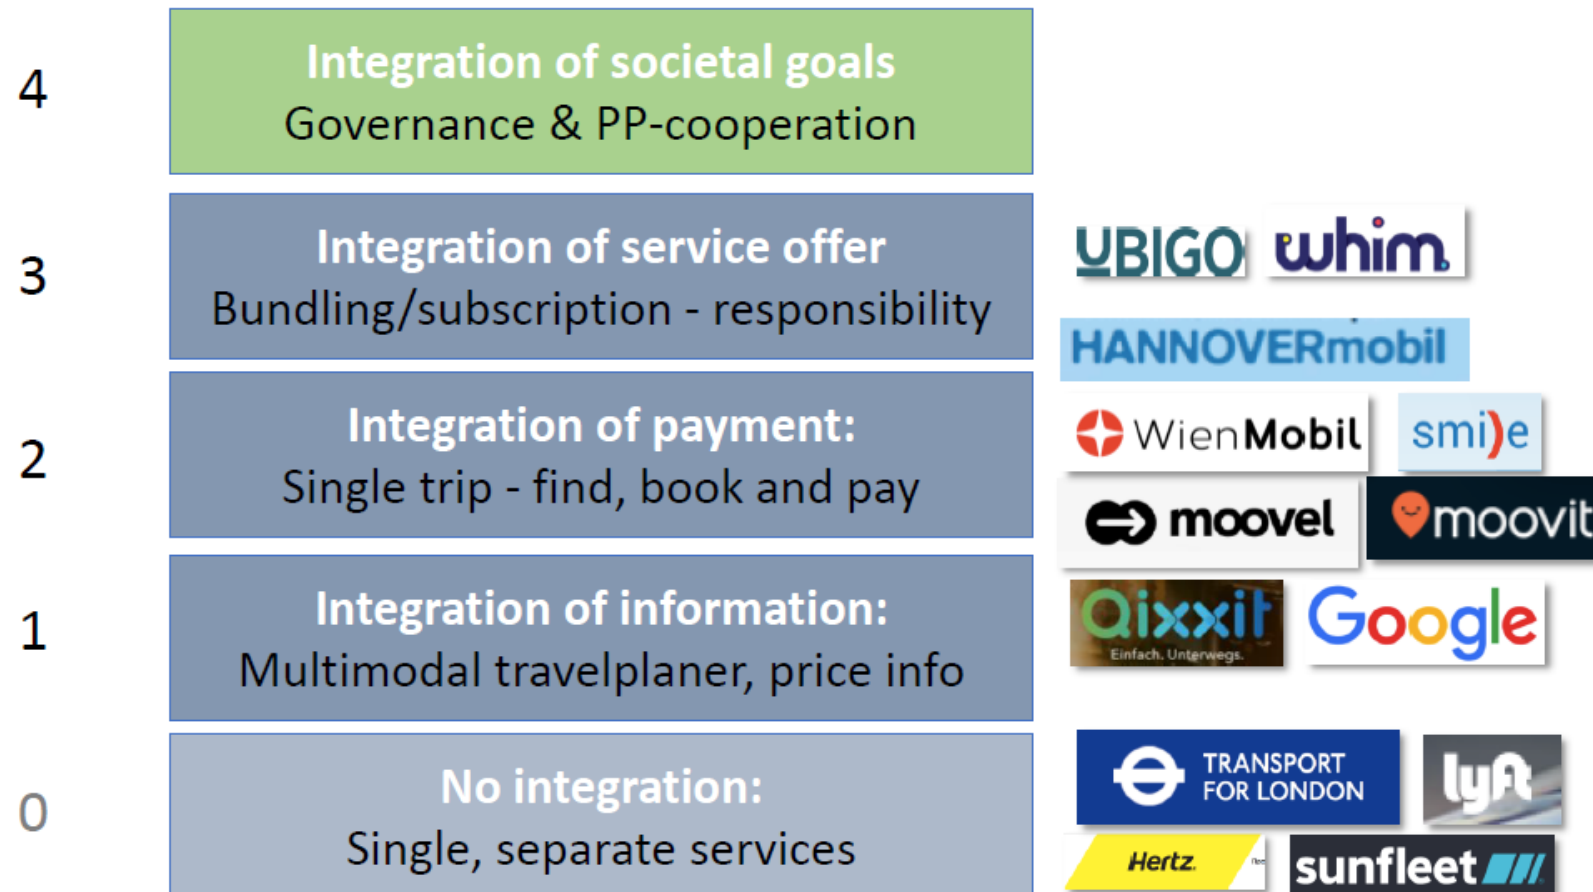 4
Integration of societal goals
Governance & PP-cooperation
3
Integration of service offer
Bundling/subscription - responsibility
UBIGO
whim
HANNOVERmobil
2
Integration of payment:
Single trip - find, book and pay
WienMobil
smile
moovel
moovit
1
Integration of information:
Multimodal travelplaner, price info
Qixxit
Einfach. Unterwegs.
Google
0
No integration:
Single, separate services
TRANSPORT
FOR LONDON
lyft
Hertz
sunfleet